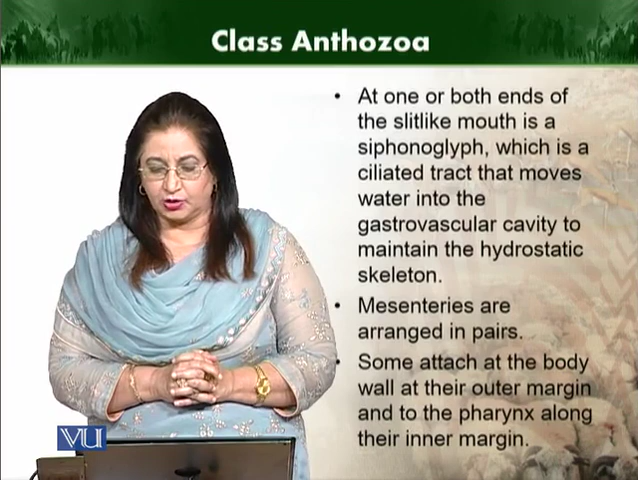 Class Anthozoa
• At one or both ends of
the slitlike mouth is a
siphonoglyph, which is a
ciliated tract that moves
water into the
gastrovascular cavity to
maintain the hydrostatic
skeleton.
• Mesenteries are
arranged in pairs.
• Some attach at the body
wall at their outer margin
and to the pharynx along
their inner margin.
VU